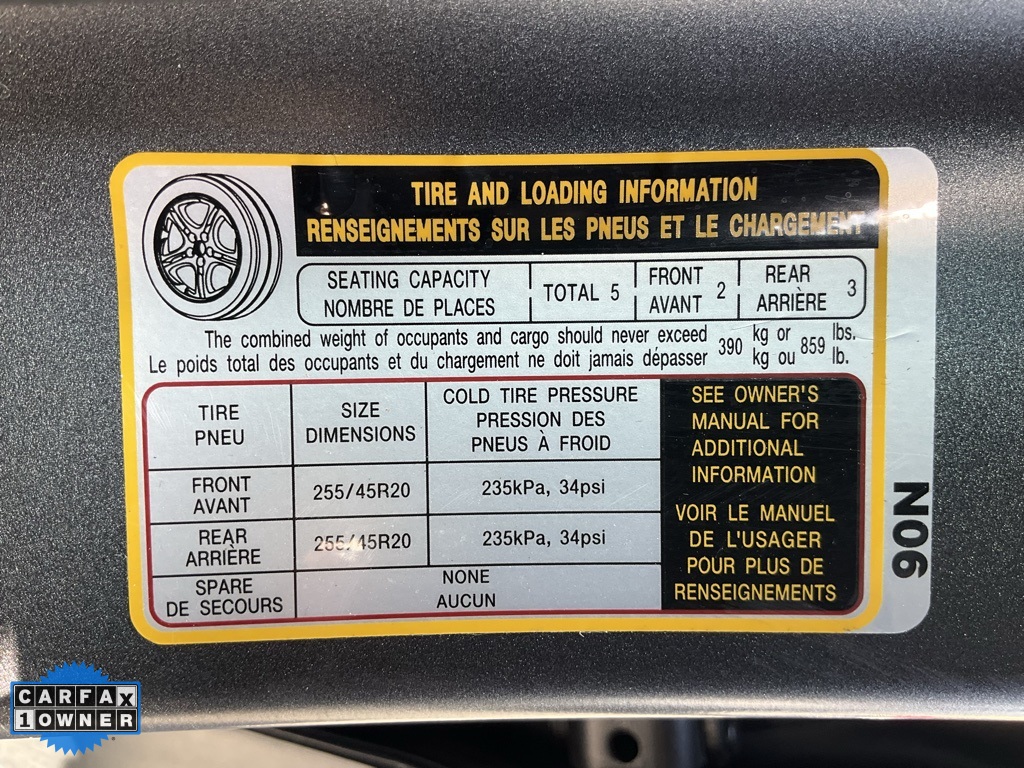 TIRE AND LOADING INFORMATION
RENSEIGNEMENTS SUR LES PNEUS ET LE CHARGEMENT
SEATING CAPACITY
NOMBRE DE PLACES
TOTAL 5
FRONT
AVANT
2
REAR
ARRIÈRE
3
The combined weight of occupants and cargo should never exceed 390 kg or 859 lbs.
Le poids total des occupants et du chargement ne doit jamais dépasser kg ou lb.
TIRE
PNEU
SIZE
DIMENSIONS
COLD TIRE PRESSURE
PRESSION DES
PNEUS À FROID
FRONT
AVANT
255/45R20
235kPa, 34psi
REAR
ARRIÈRE
255/45R20
235kPa, 34psi
SPARE
DE SECOURS
NONE
AUCUN
SEE OWNER'S
MANUAL FOR
ADDITIONAL
INFORMATION
VOIR LE MANUEL
DE L'USAGER
POUR PLUS DE
RENSEIGNEMENTS
N06
CARFAX
1 OWNER